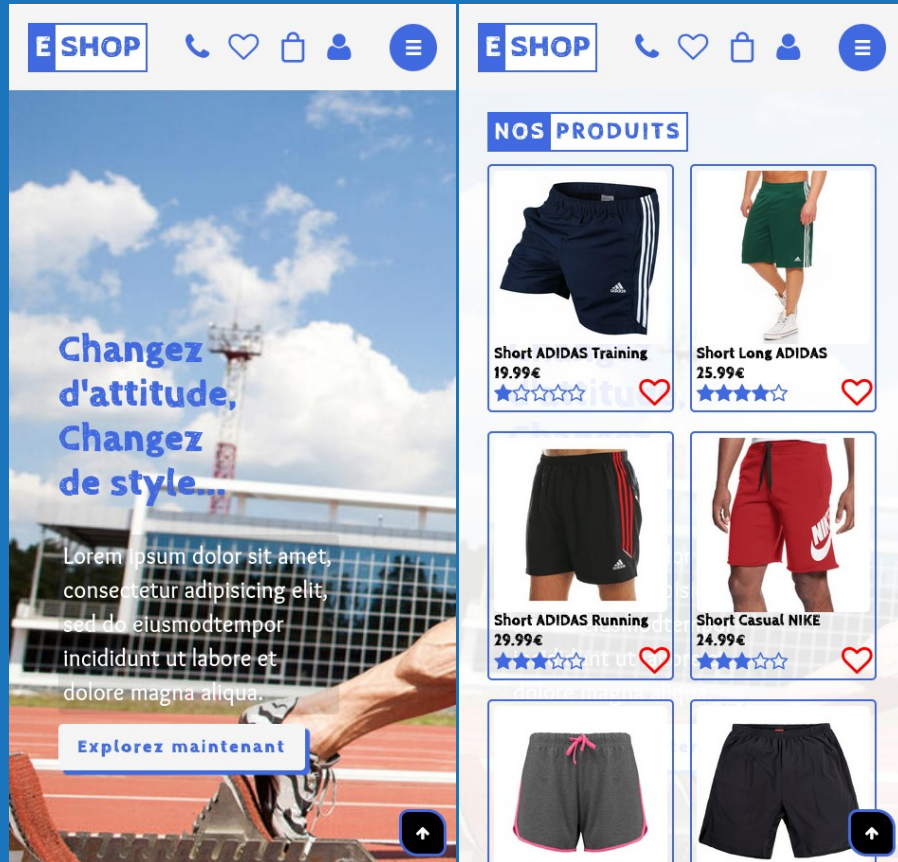 E SHOP
Changez
d'attitude,
Changez
de style...
Lorem ipsum dolor sit amet,
consectetur adipisicing elit,
sed do eiusmodtempor
incididunt ut labore et
dolore magna aliqua.
Explorez maintenant
E SHOP
NOS PRODUITS
Short ADIDAS Training
19.99€
Short Long ADIDAS
25.99€
adidas
NIKE
Short ADIDAS Running
29.99€
Short Casual NIKE
24.99€